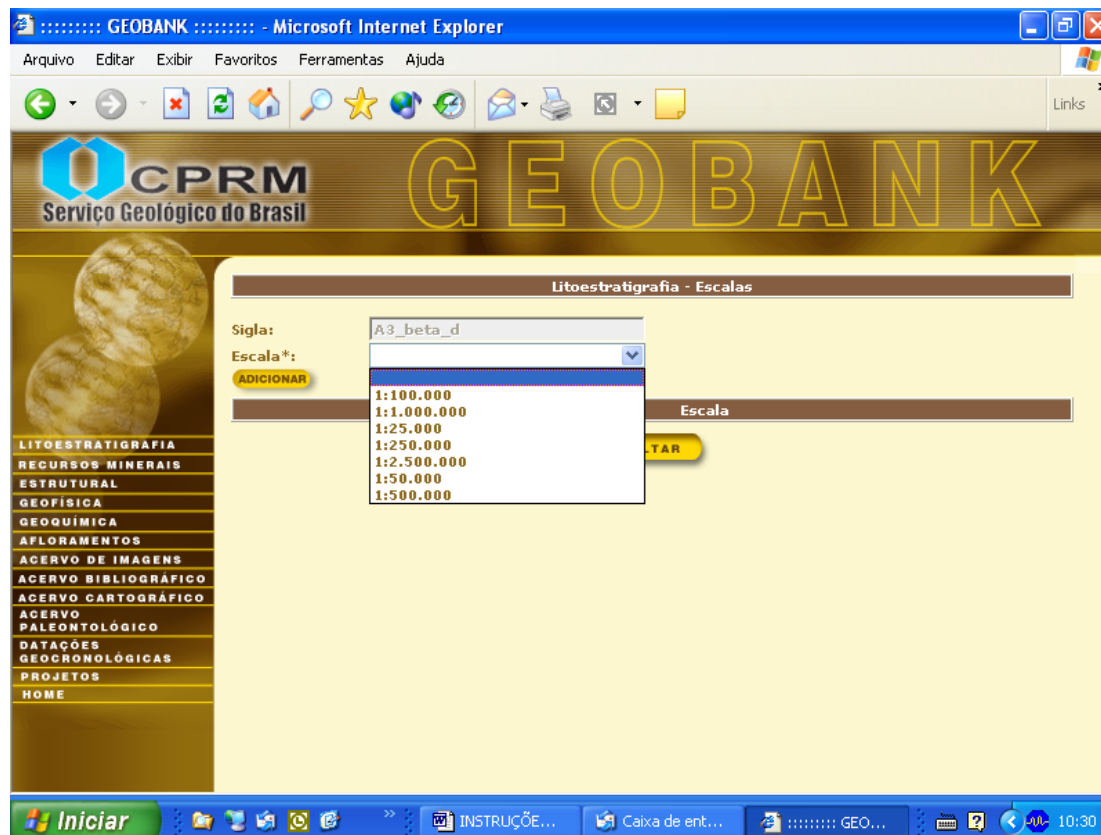 ::::::::: GEOBANK ::::::::: - Microsoft Internet Explorer
Arquivo Editar Exibir Favoritos Ferramentas Ajuda
Links
CPRM
Serviço Geológico do Brasil
GEOBANK
Litoestratigrafia - Escalas
Sigla: A3_beta_d
Escala*:
ADICIONAR
1:100.000
1:1.000.000
1:25.000
1:250.000
1:2.500.000
1:50.000
1:500.000
Escala
LTAR
LITOESTRATIGRAFIA
RECURSOS MINERAIS
ESTRUTURAL
GEOFÍSICA
GEOQUÍMICA
AFLORAMENTOS
ACERVO DE IMAGENS
ACERVO BIBLIOGRÁFICO
ACERVO CARTOGRÁFICO
ACERVO
PALEONTOLÓGICO
DATAÇÕES
GEOCRONOLÓGICAS
PROJETOS
HOME
Iniciar
INSTRUÇÕE...
Caixa de ent...
::::::::: GEO...
10:30